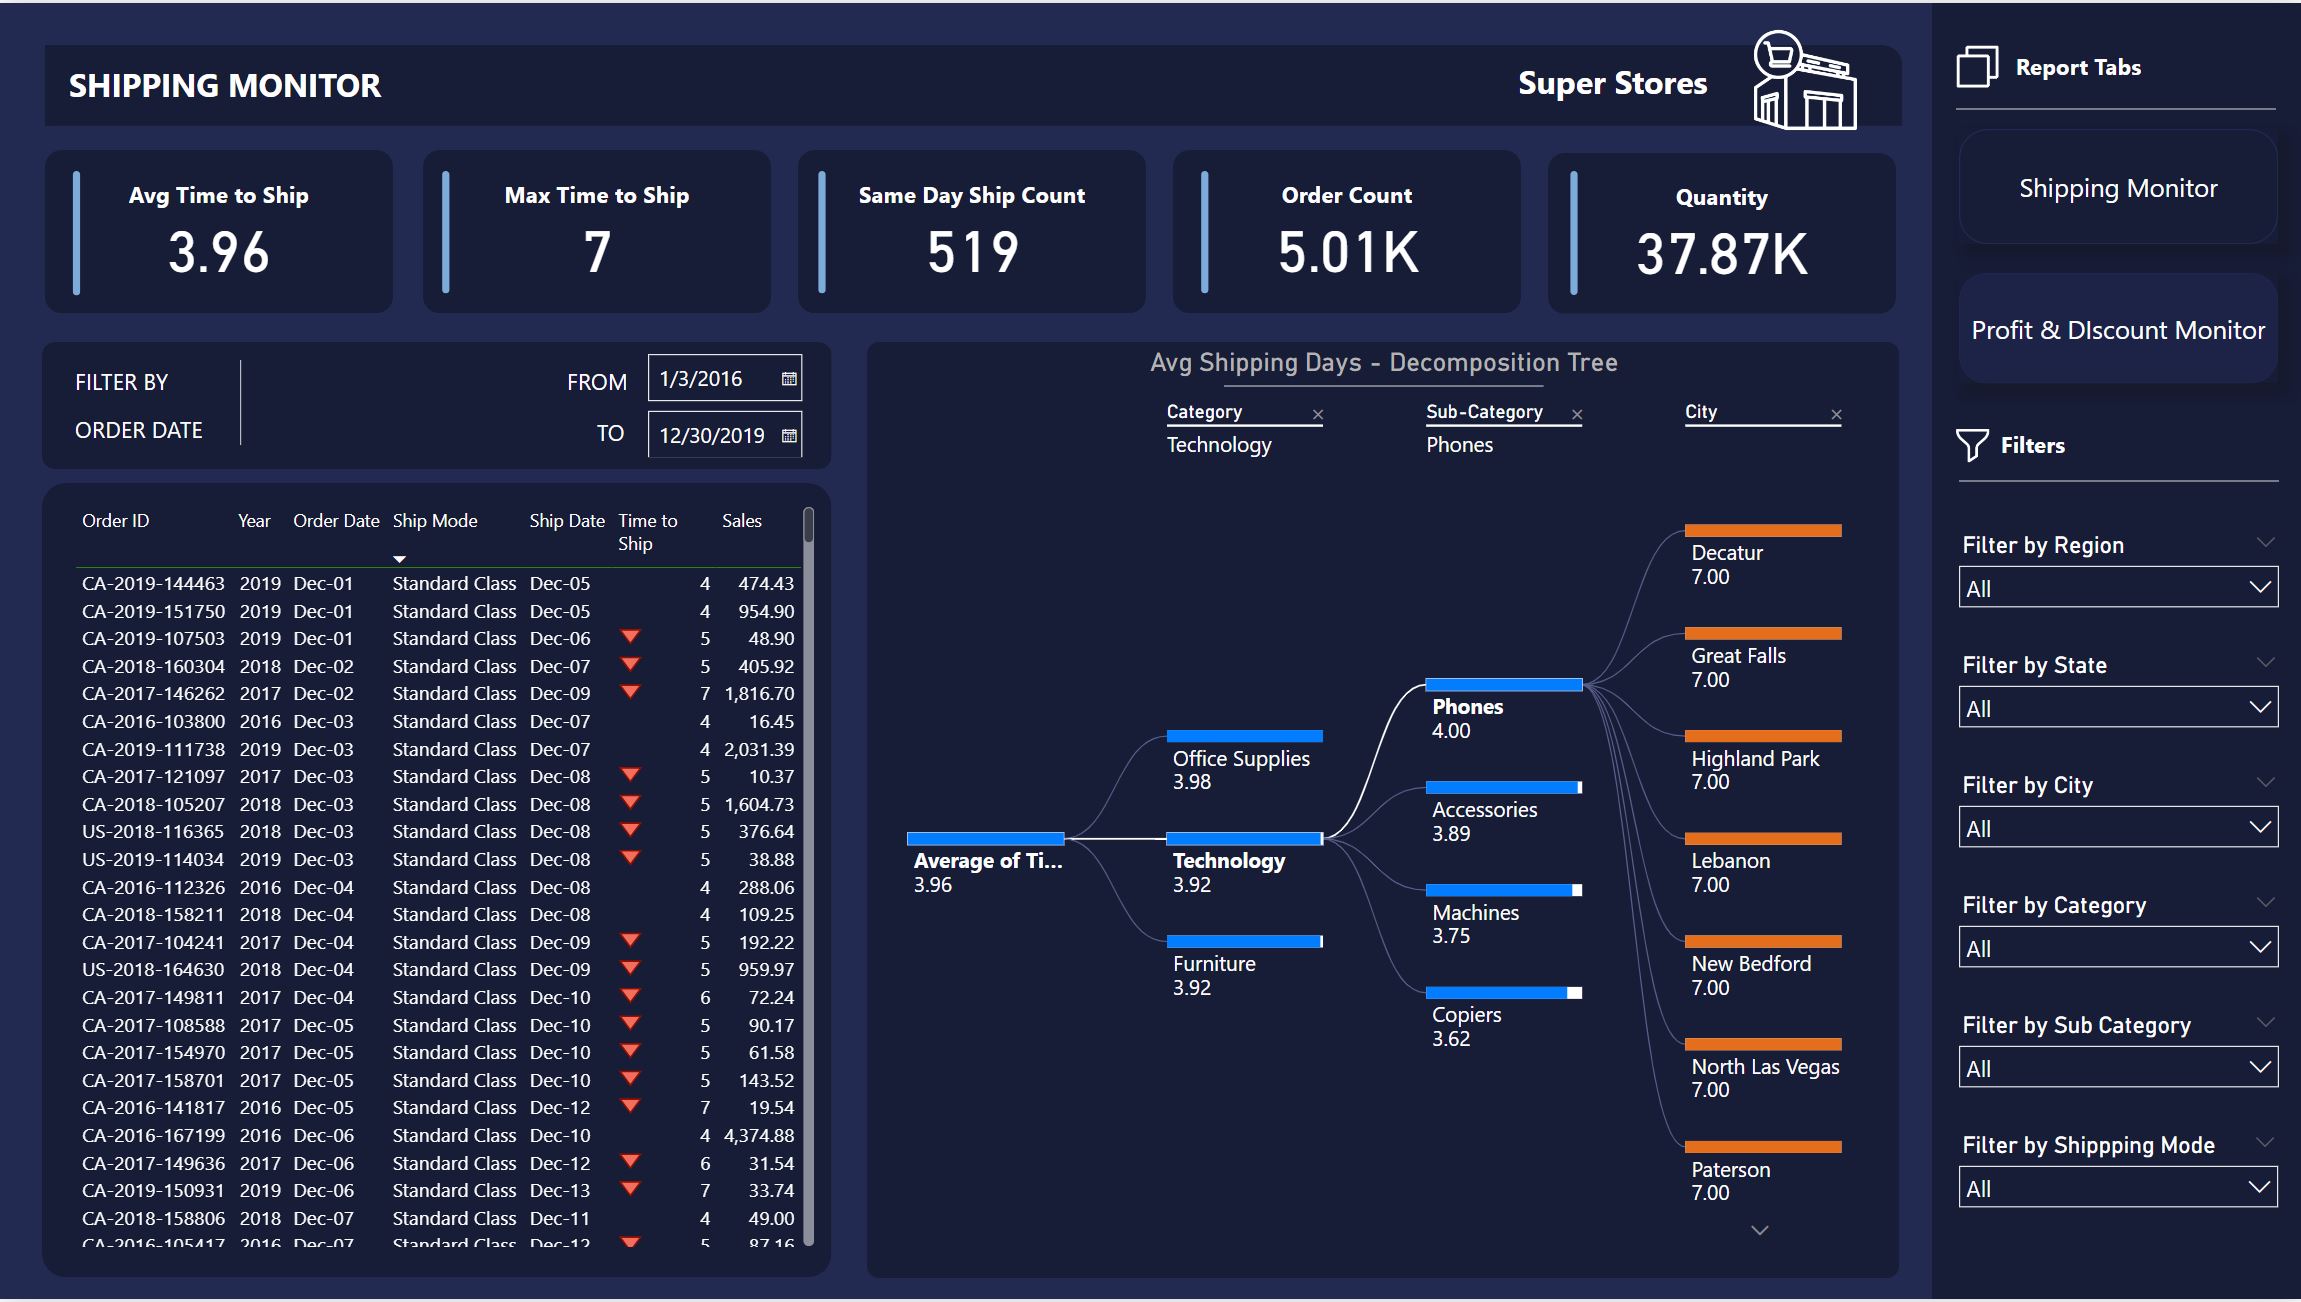 SHIPPING MONITOR
Super Stores
Avg Time to Ship
3.96
Max Time to Ship
7
Same Day Ship Count
519
Order Count
5.01K
Quantity
37.87K
FILTER BY
ORDER DATE
FROM 1/3/2016
TO 12/30/2019
Order ID Year Order Date Ship Mode Ship Date Time to Ship Sales
CA-2019-144463 2019 Dec-01 Standard Class Dec-05 4 474.43
CA-2019-151750 2019 Dec-01 Standard Class Dec-05 4 954.90
CA-2019-107503 2019 Dec-01 Standard Class Dec-06 5 48.90
CA-2018-160304 2018 Dec-02 Standard Class Dec-07 5 405.92
CA-2017-146262 2017 Dec-02 Standard Class Dec-09 7 1,816.70
CA-2016-103800 2016 Dec-03 Standard Class Dec-07 4 16.45
CA-2019-111738 2019 Dec-03 Standard Class Dec-07 4 2,031.39
CA-2017-121097 2017 Dec-03 Standard Class Dec-08 5 10.37
CA-2018-105207 2018 Dec-03 Standard Class Dec-08 5 1,604.73
US-2018-116365 2018 Dec-03 Standard Class Dec-08 5 376.64
US-2019-114034 2019 Dec-03 Standard Class Dec-08 5 38.88
CA-2016-112326 2016 Dec-04 Standard Class Dec-08 4 288.06
CA-2018-158211 2018 Dec-04 Standard Class Dec-08 4 109.25
CA-2017-104241 2017 Dec-04 Standard Class Dec-09 5 192.22
US-2018-164630 2018 Dec-04 Standard Class Dec-09 5 959.97
CA-2017-149811 2017 Dec-04 Standard Class Dec-10 6 72.24
CA-2017-108588 2017 Dec-05 Standard Class Dec-10 5 90.17
CA-2017-154970 2017 Dec-05 Standard Class Dec-10 5 61.58
CA-2017-158701 2017 Dec-05 Standard Class Dec-10 5 143.52
CA-2016-141817 2016 Dec-05 Standard Class Dec-12 7 19.54
CA-2016-167199 2016 Dec-06 Standard Class Dec-10 4 4,374.88
CA-2017-149636 2017 Dec-06 Standard Class Dec-12 6 31.54
CA-2019-150931 2019 Dec-06 Standard Class Dec-13 7 33.74
CA-2018-158806 2018 Dec-07 Standard Class Dec-11 4 49.00
CA-2016-105417 2016 Dec-07 Standard Class Dec-12 5 87.16
Avg Shipping Days - Decomposition Tree
Category
Technology
Sub-Category
Phones
City
Average of Ti...
3.96
Office Supplies
3.98
Technology
3.92
Furniture
3.92
Phones
4.00
Accessories
3.89
Machines
3.75
Copiers
3.62
Decatur
7.00
Great Falls
7.00
Highland Park
7.00
Lebanon
7.00
New Bedford
7.00
North Las Vegas
7.00
Paterson
7.00
Report Tabs
Shipping Monitor
Profit & DIscount Monitor
Filters
Filter by Region
All
Filter by State
All
Filter by City
All
Filter by Category
All
Filter by Sub Category
All
Filter by Shippping Mode
All